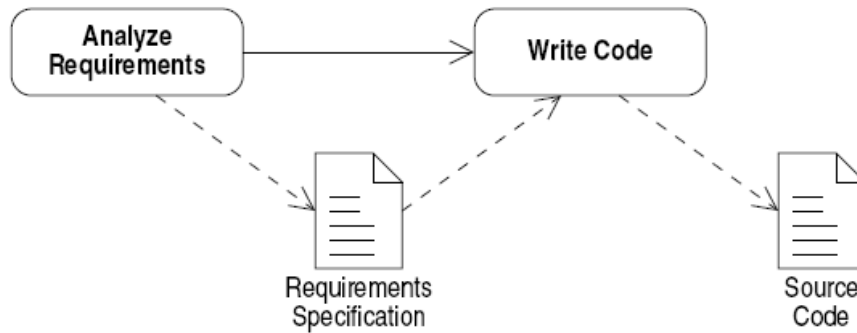 Analyze
Requirements
Write Code
Requirements
Specification
Source
Code